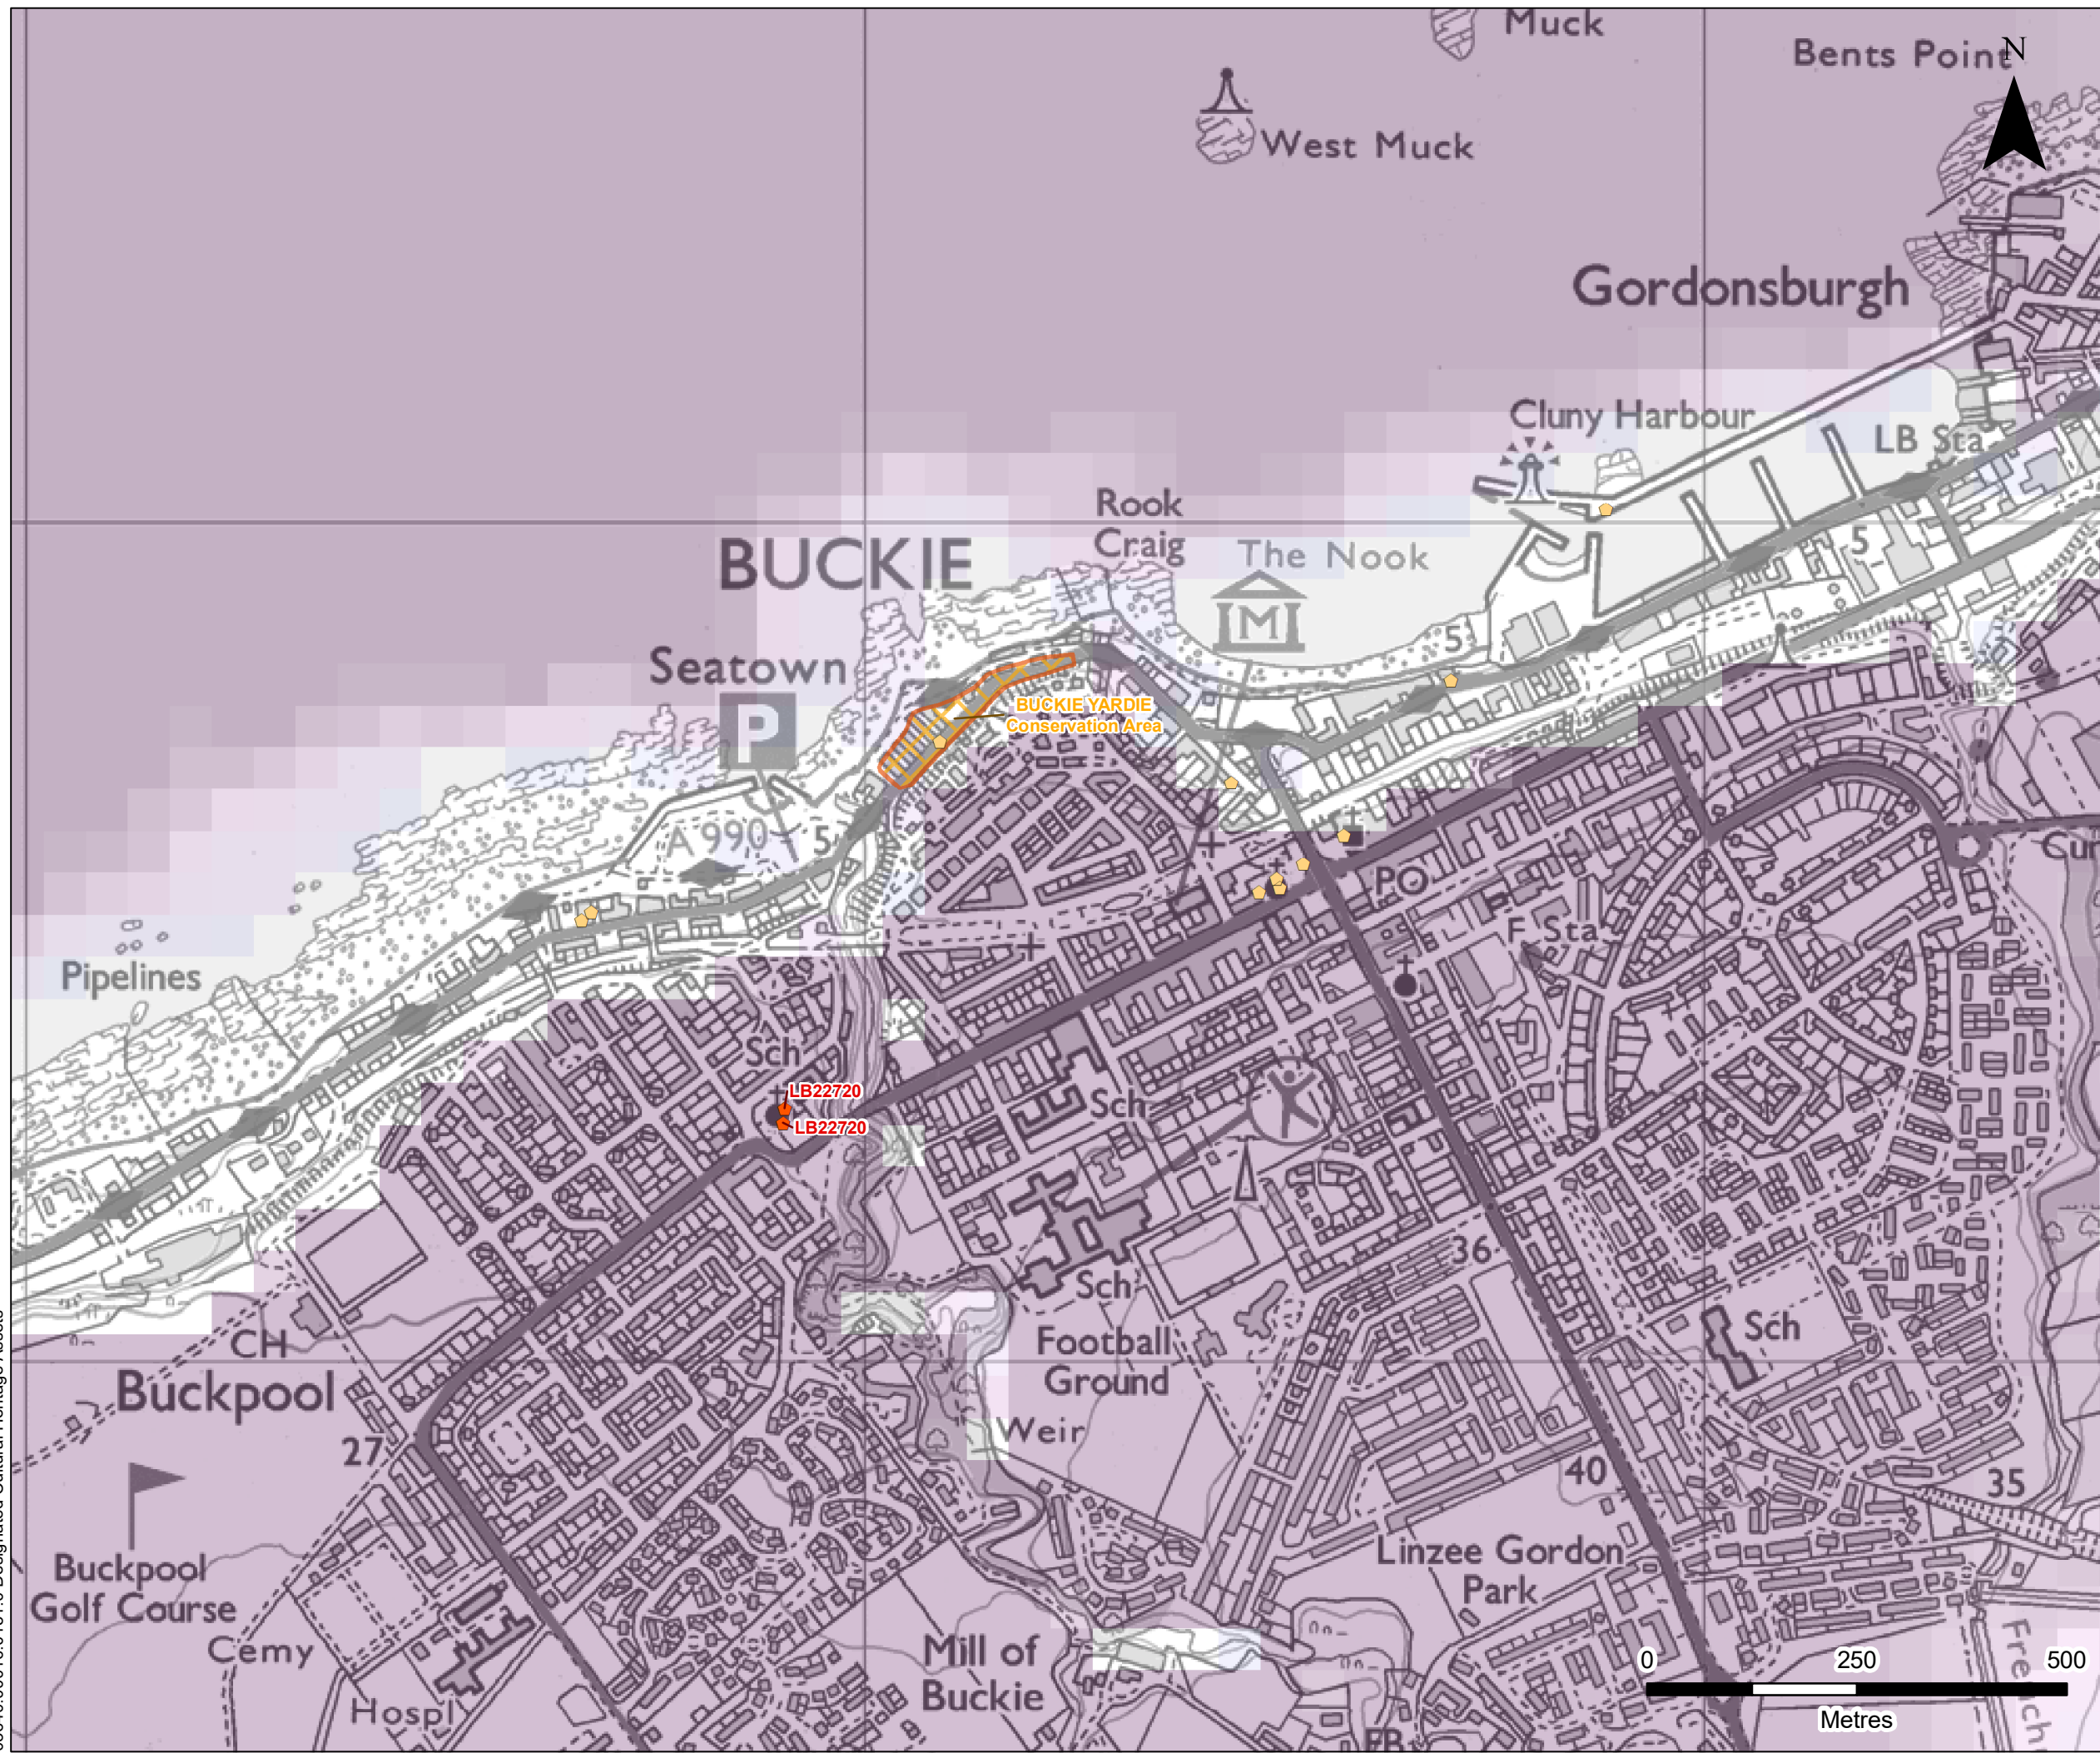 Muck
Bents Point
N
West Muck
Gordonsburgh
Cluny Harbour
LB Sta
Rook
Craig
The Nook
BUCKIE
M
5
5
Seatown
P
BUCKIE YARDIE
Conservation Area
A 990
5
PO
F Sta
Pipelines
Sch
LB22720
LB22720
Sch
36
Sch
CH
Buckpool
Football
Ground
Sch
27
Weir
40
35
Buckpool
Golf Course
Linzee Gordon
Park
Cemy
Mill of
Buckie
Hospl
FB
0 250 500
Metres